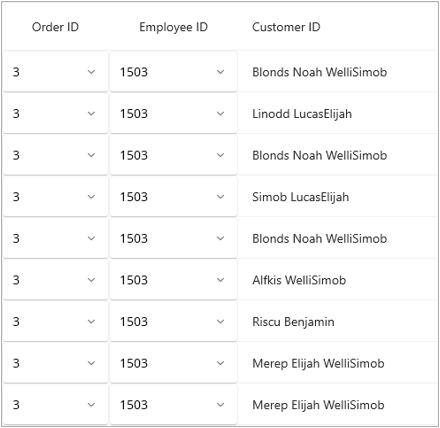 Order ID Employee ID Customer ID
3 1503 Blonds Noah WelliSimob
3 1503 Linodd LucasElijah
3 1503 Blonds Noah WelliSimob
3 1503 Simob LucasElijah
3 1503 Blonds Noah WelliSimob
3 1503 Alfkis WelliSimob
3 1503 Riscu Benjamin
3 1503 Merep Elijah WelliSimob
3 1503 Merep Elijah WelliSimob